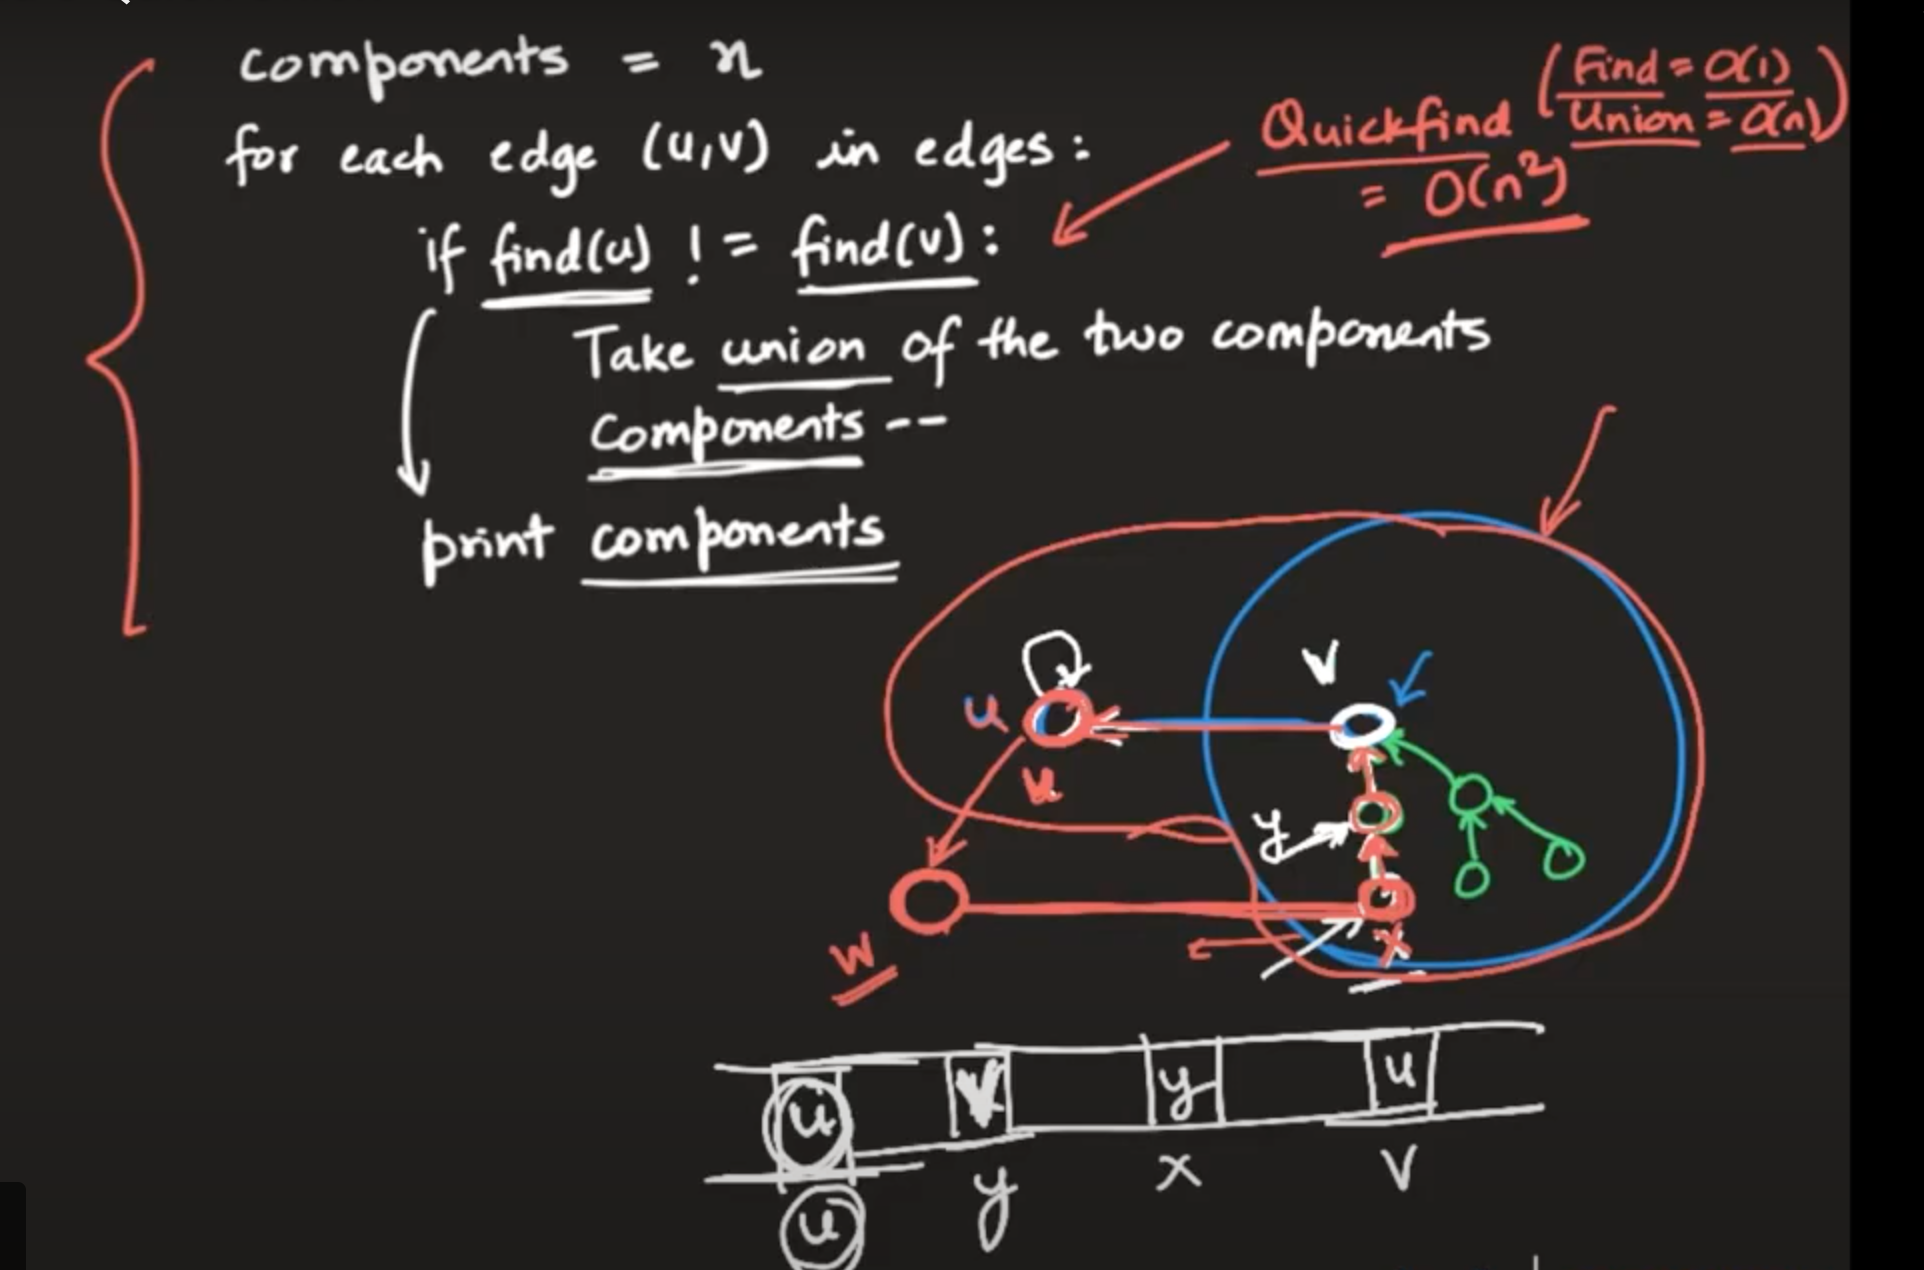 components = n
for each edge (u,v) in edges:
if find(u) != find(v):
Take union of the two components
Components --
print components
Quickfind (Find = O(1)
Union = O(n))
= O(n²)
v
u
u
y
w
x
u v y u
u y x v